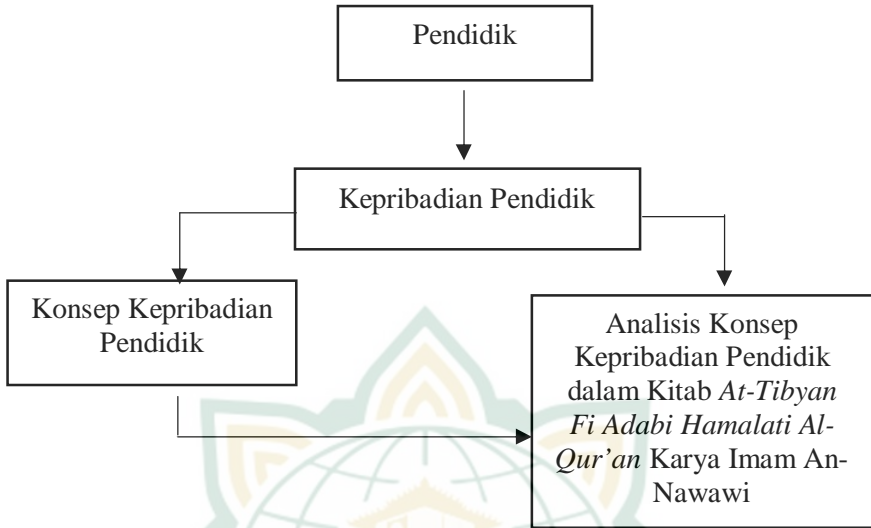 Pendidik
Kepribadian Pendidik
Konsep Kepribadian
Pendidik
Analisis Konsep
Kepribadian Pendidik
dalam Kitab At-Tibyan
Fi Adabi Hamalati Al-
Qur’an Karya Imam An-
Nawawi